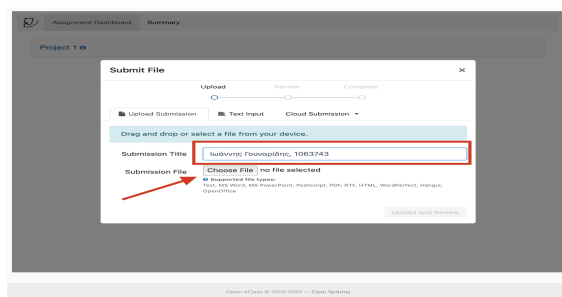 Assignment Dashboard Summary
Project 1
Submit File ×
Upload Review Complete
Upload Submission Text Input Cloud Submission
Drag and drop or select a file from your device.
Submission Title Ιωάννης Γουναρίδης, 1063743
Submission File Choose File no file selected
Supported file types:
Text, MS Word, MS PowerPoint, Postscript, PDF, RTF, HTML, WordPerfect, Hangul,
OpenOffice
Upload and Review
Open eClass © 2003-2020 — Όροι Χρήσης